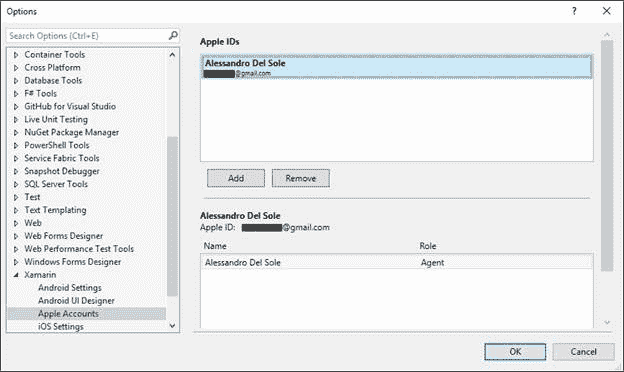 Options
?
Search Options (Ctrl+E)
Container Tools
Cross Platform
Database Tools
F# Tools
GitHub for Visual Studio
Live Unit Testing
NuGet Package Manager
PowerShell Tools
Service Fabric Tools
Snapshot Debugger
SQL Server Tools
Test
Text Templating
Web
Web Forms Designer
Web Performance Test Tools
Windows Forms Designer
Xamarin
Android Settings
Android UI Designer
Apple Accounts
iOS Settings
Apple IDs
Alessandro Del Sole
@gmail.com
Add Remove
Alessandro Del Sole
Apple ID: @gmail.com
Name Role
Alessandro Del Sole Agent
OK Cancel